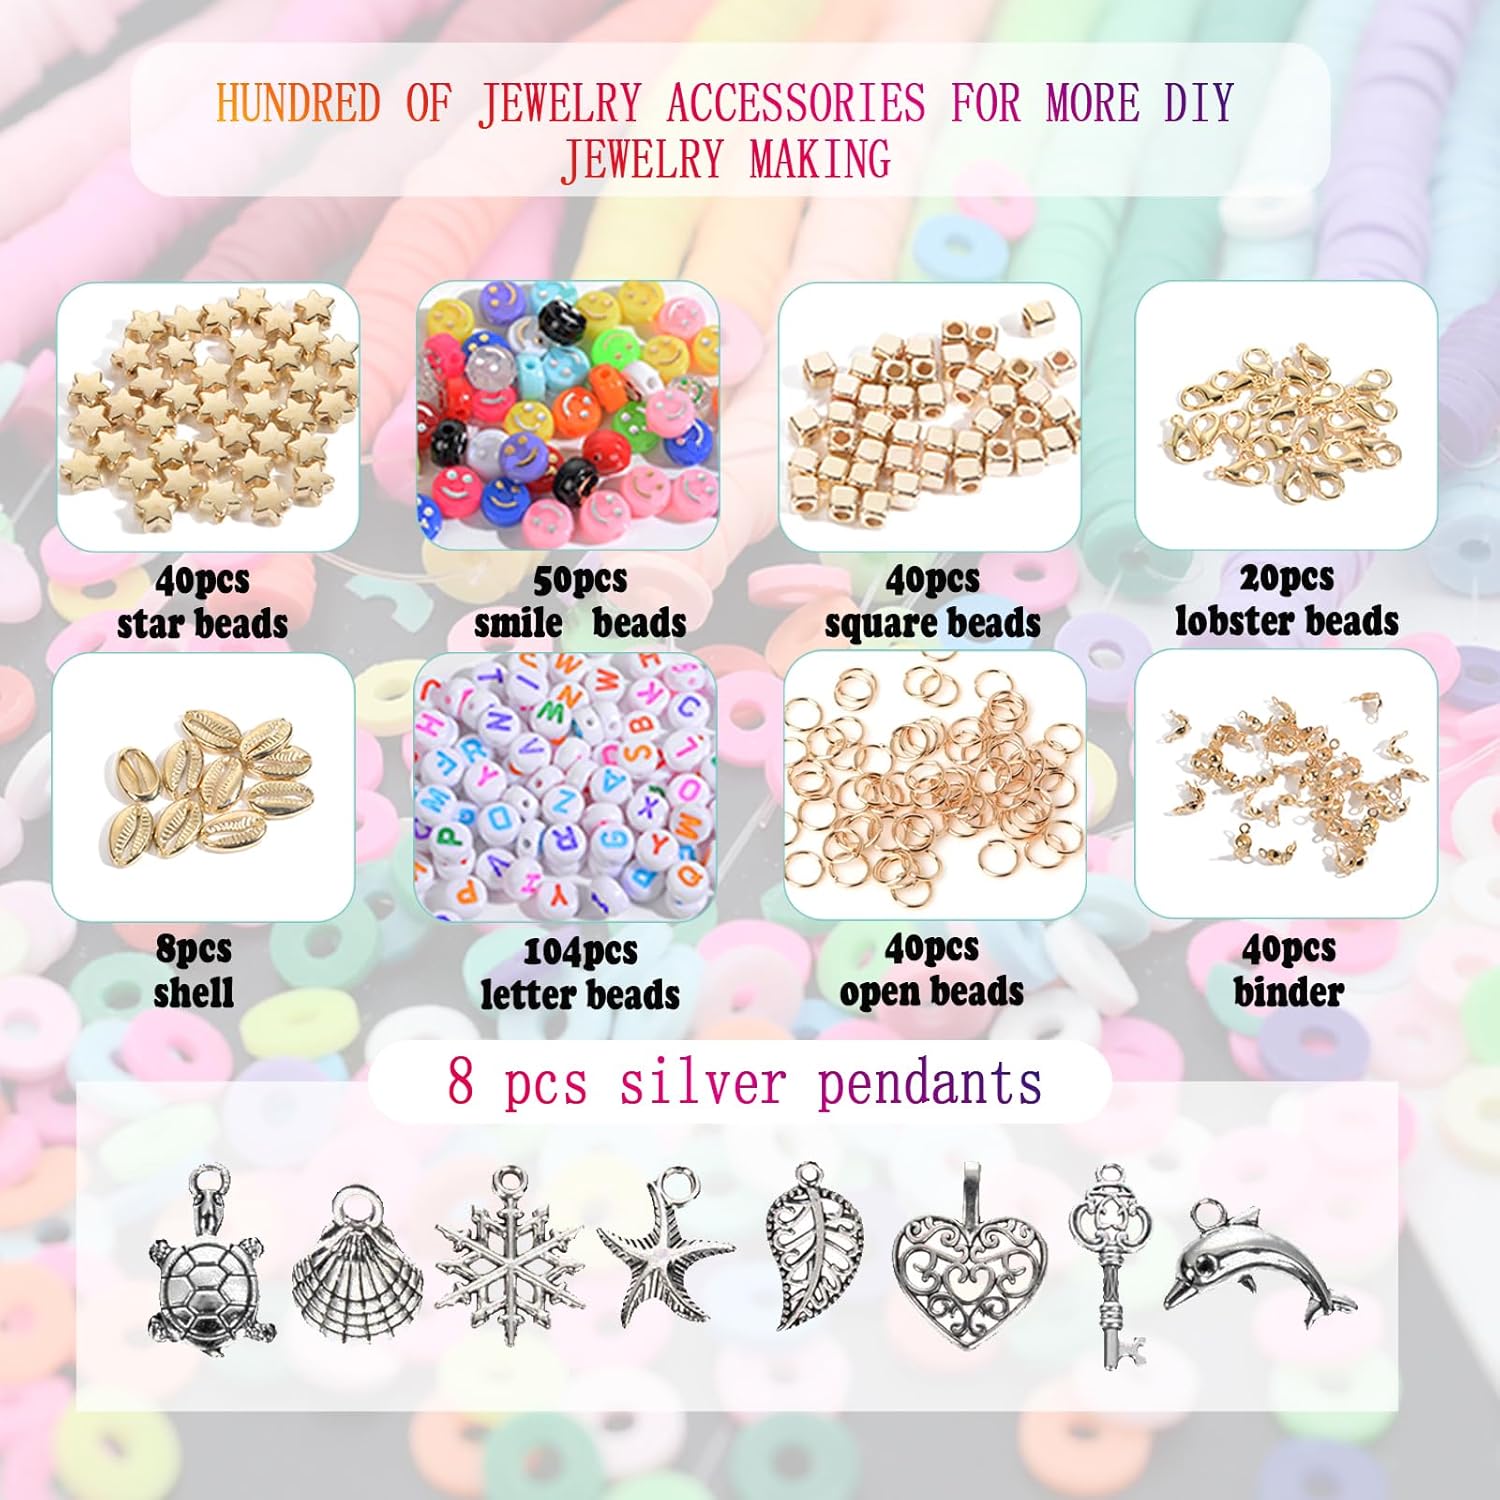 HUNDRED OF JEWELRY ACCESSORIES FOR MORE DIY
JEWELRY MAKING
40pcs
star beads
50pcs
smile beads
40pcs
square beads
20pcs
lobster beads
8pcs
shell
104pcs
letter beads
40pcs
open beads
40pcs
binder
8 pcs silver pendants